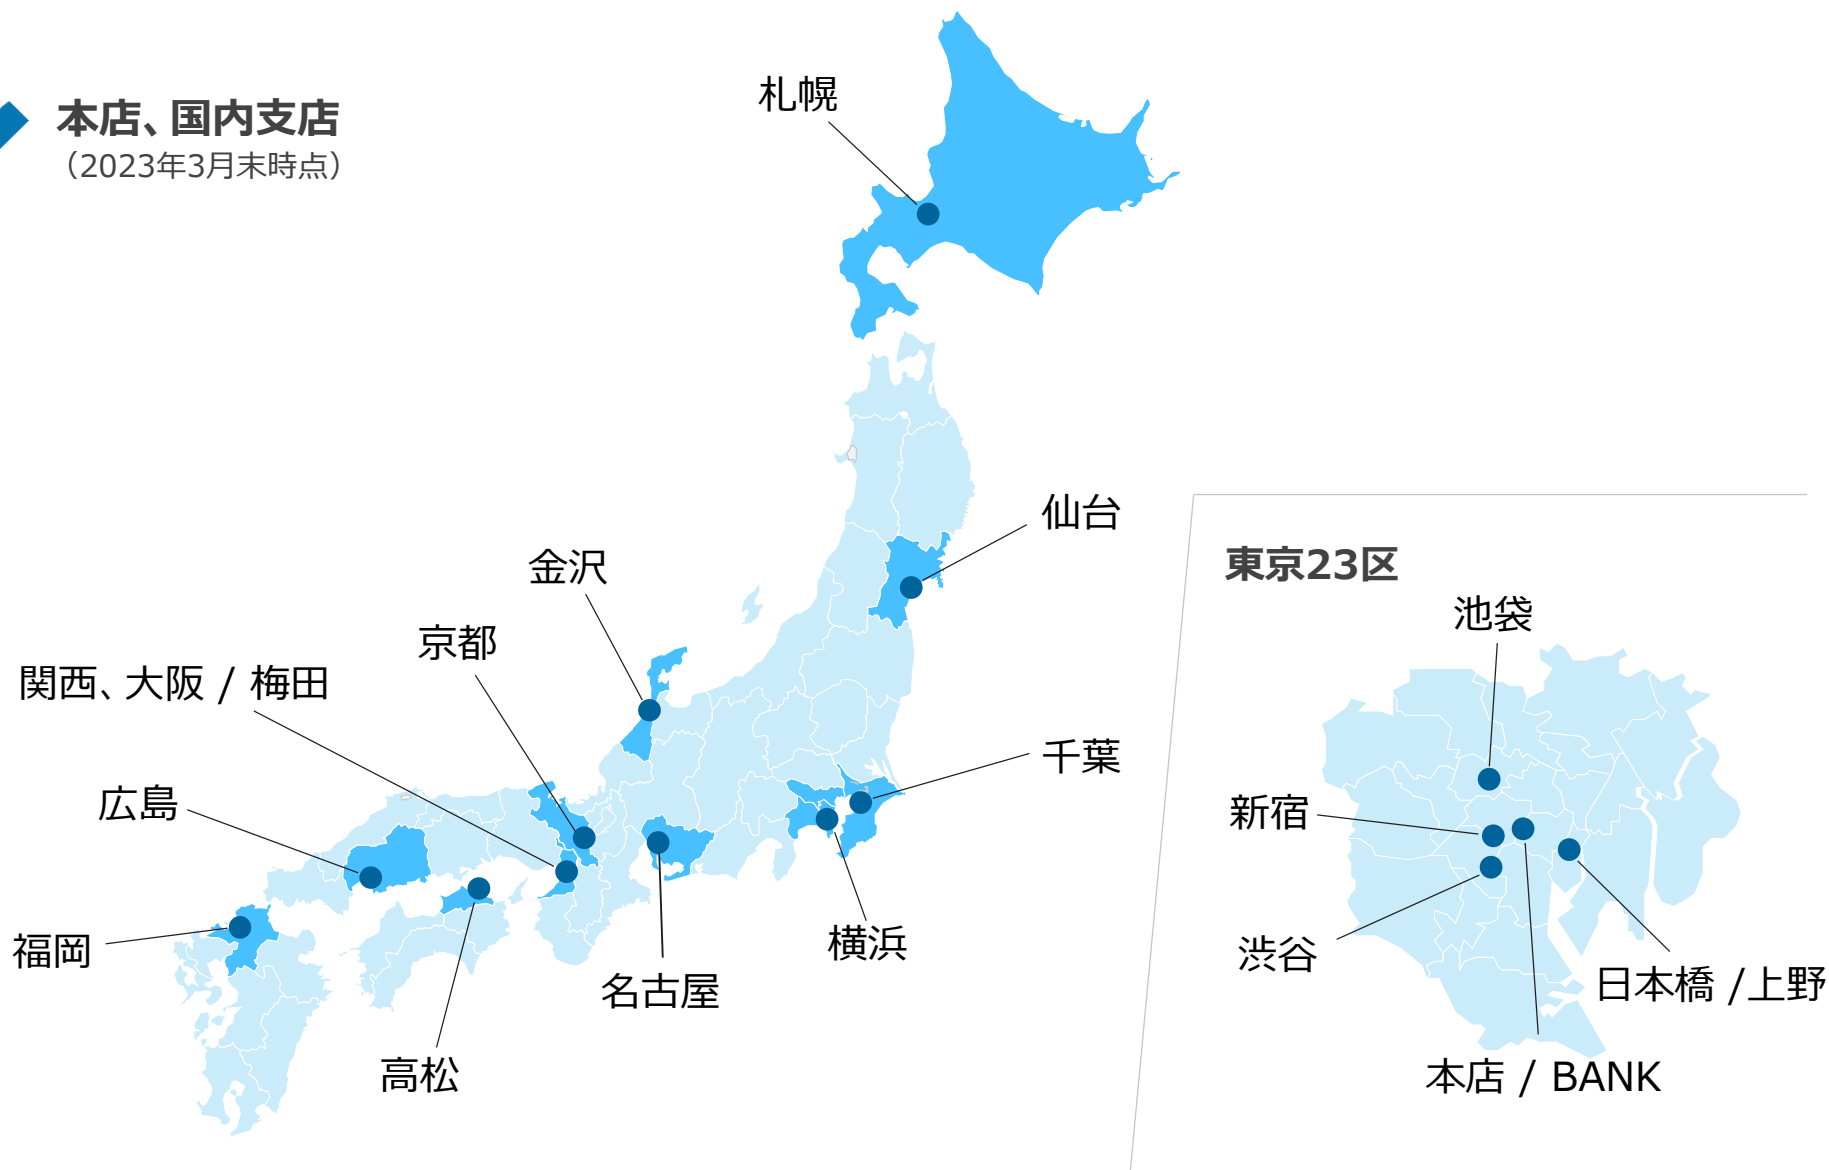 本店、国内支店
（2023年3月末時点）
札幌
仙台
金沢
京都
関西、大阪 / 梅田
千葉
広島
横浜
福岡
名古屋
高松
東京23区
池袋
新宿
渋谷
日本橋 /上野
本店 / BANK